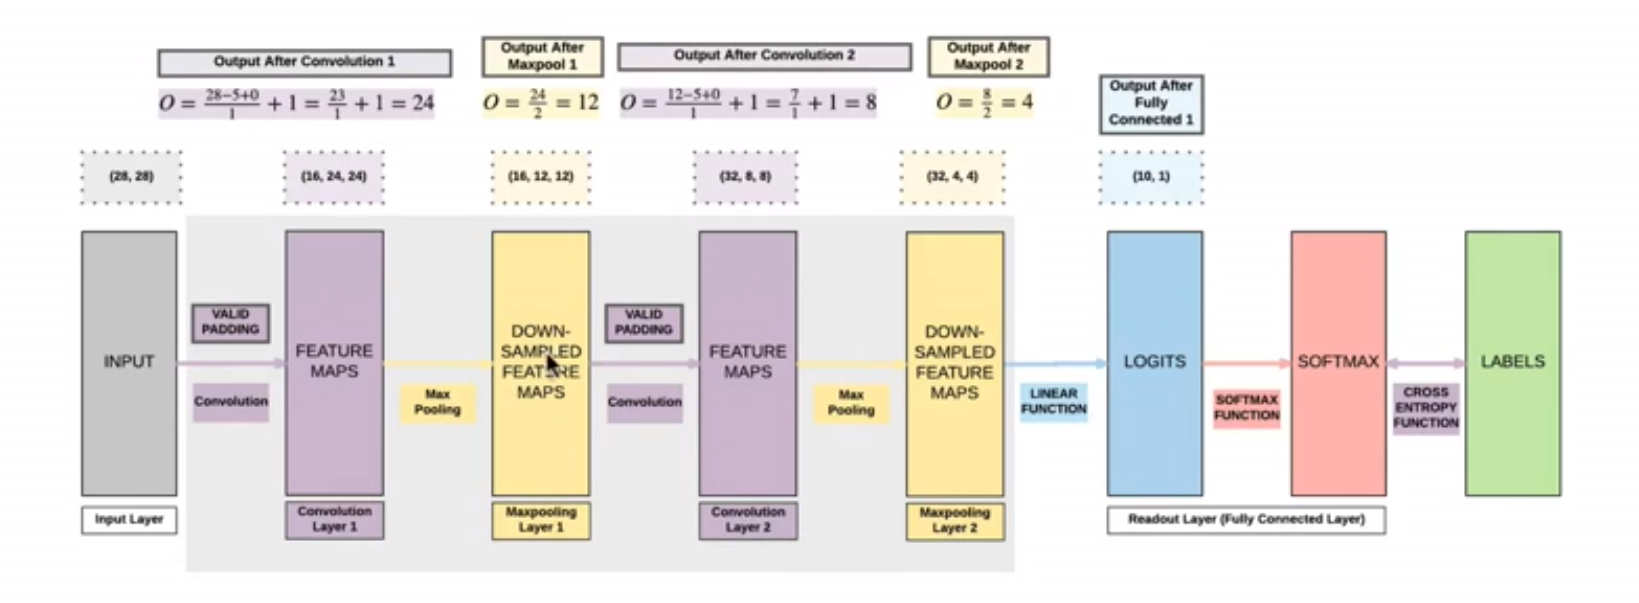 Output After Convolution 1
Output After
Maxpool 1
Output After Convolution 2
Output After
Maxpool 2
Output After
Fully
Connected 1
O = \frac{28-5+0}{1} + 1 = \frac{23}{1} + 1 = 24
O = \frac{24}{2} = 12
O = \frac{12-5+0}{1} + 1 = \frac{7}{1} + 1 = 8
O = \frac{8}{2} = 4
(28, 28)
(16, 24, 24)
(16, 12, 12)
(32, 8, 8)
(32, 4, 4)
(10, 1)
INPUT
VALID
PADDING
Convolution
FEATURE
MAPS
Max
Pooling
DOWN-
SAMPLED
FEATURE
MAPS
VALID
PADDING
Convolution
FEATURE
MAPS
Max
Pooling
DOWN-
SAMPLED
FEATURE
MAPS
LINEAR
FUNCTION
LOGITS
SOFTMAX
FUNCTION
SOFTMAX
CROSS
ENTROPY
FUNCTION
LABELS
Input Layer
Convolution
Layer 1
Maxpooling
Layer 1
Convolution
Layer 2
Maxpooling
Layer 2
Readout Layer (Fully Connected Layer)